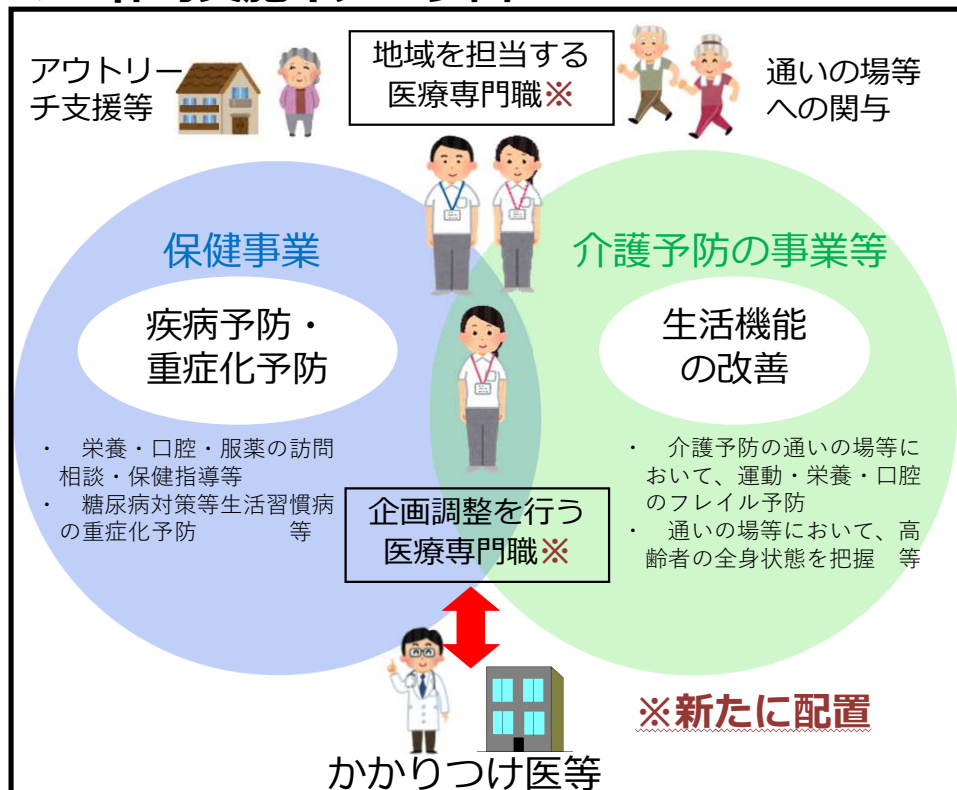 アウトリー
チ支援等
地域を担当する
医療専門職※
通いの場等
への関与
保健事業
介護予防の事業等
疾病予防・
重症化予防
生活機能
の改善
・　栄養・口腔・服薬の訪問
相談・保健指導等
・　糖尿病対策等生活習慣病
の重症化予防　　　　等
・　介護予防の通いの場等に
おいて、運動・栄養・口腔
のフレイル予防
・　通いの場等において、高
齢者の全身状態を把握　等
企画調整を行う
医療専門職※
※新たに配置
かかりつけ医等